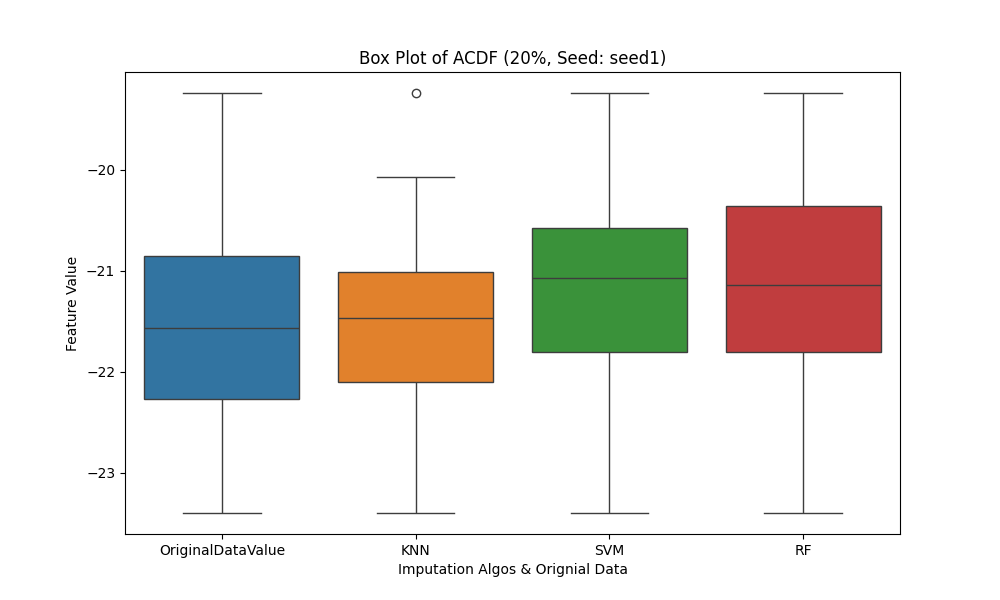 Box Plot of ACDF (20%, Seed: seed1)
Feature Value
−20
−21
−22
−23
OriginalDataValue
KNN
SVM
RF
Imputation Algos & Orignial Data